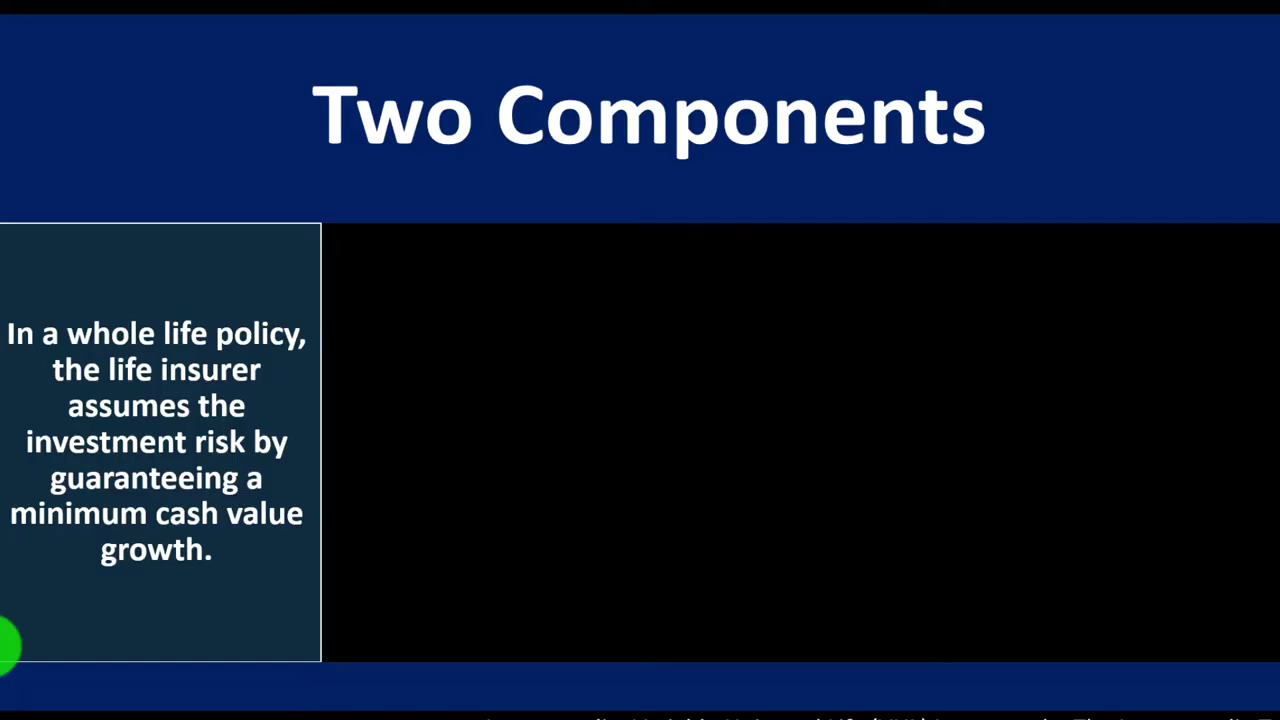 Two Components
In a whole life policy,
the life insurer
assumes the
investment risk by
guaranteeing a
minimum cash value
growth.